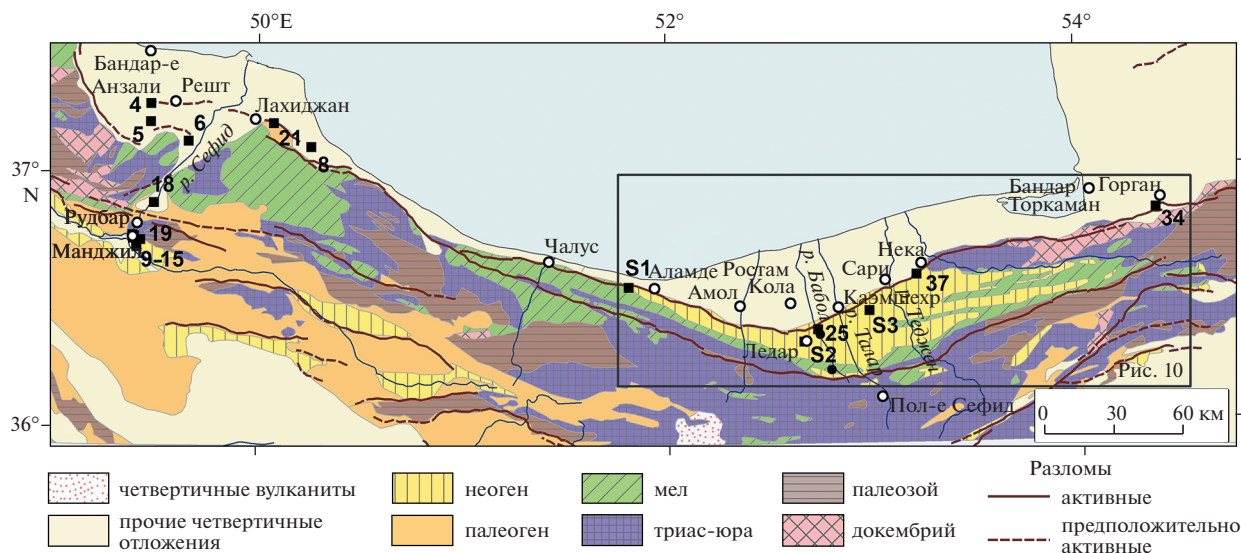 50°E
52°
54°
Бандар-е
Анзали
Решт
Лахиджан
4
5
6
21
8
р. Сефид
37°
N
18
Рудбар
19
Манджил
9-15
Чалус
S1
Аламде
Ростам
Кола
Амол
р. Бабол
Сари
Нека
Бандар
Торкаман
Горган
34
37
S3
25
S2
Ледар
р. Талар
р. Теджен
Рис. 10
Пол-е Сефид
36°
0 30 60 км
четвертичные вулканиты
прочие четвертичные
отложения
неоген
палеоген
мел
триас-юра
палеозой
докембрий
Разломы
активные
предположительно
активные